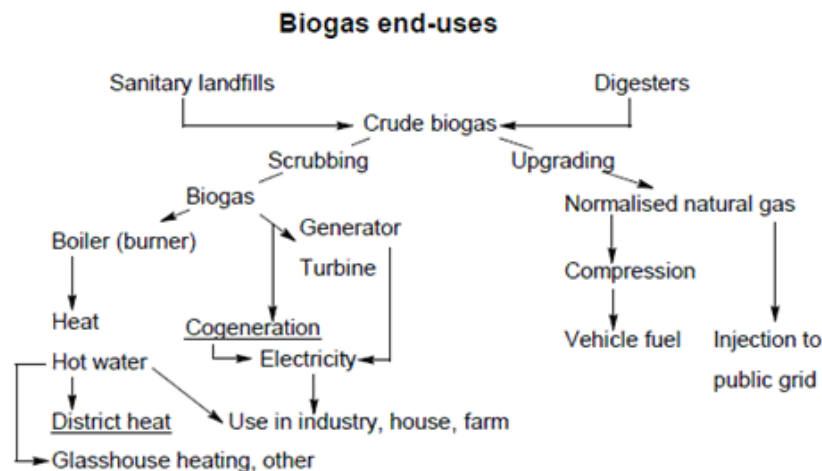 Biogas end-uses
Sanitary landfills
Digesters
Crude biogas
Scrubbing
Upgrading
Biogas
Normalised natural gas
Boiler (burner)
Generator
Turbine
Compression
Heat
Cogeneration
Vehicle fuel
Injection to
public grid
Hot water
Electricity
District heat
Use in industry, house, farm
Glasshouse heating, other